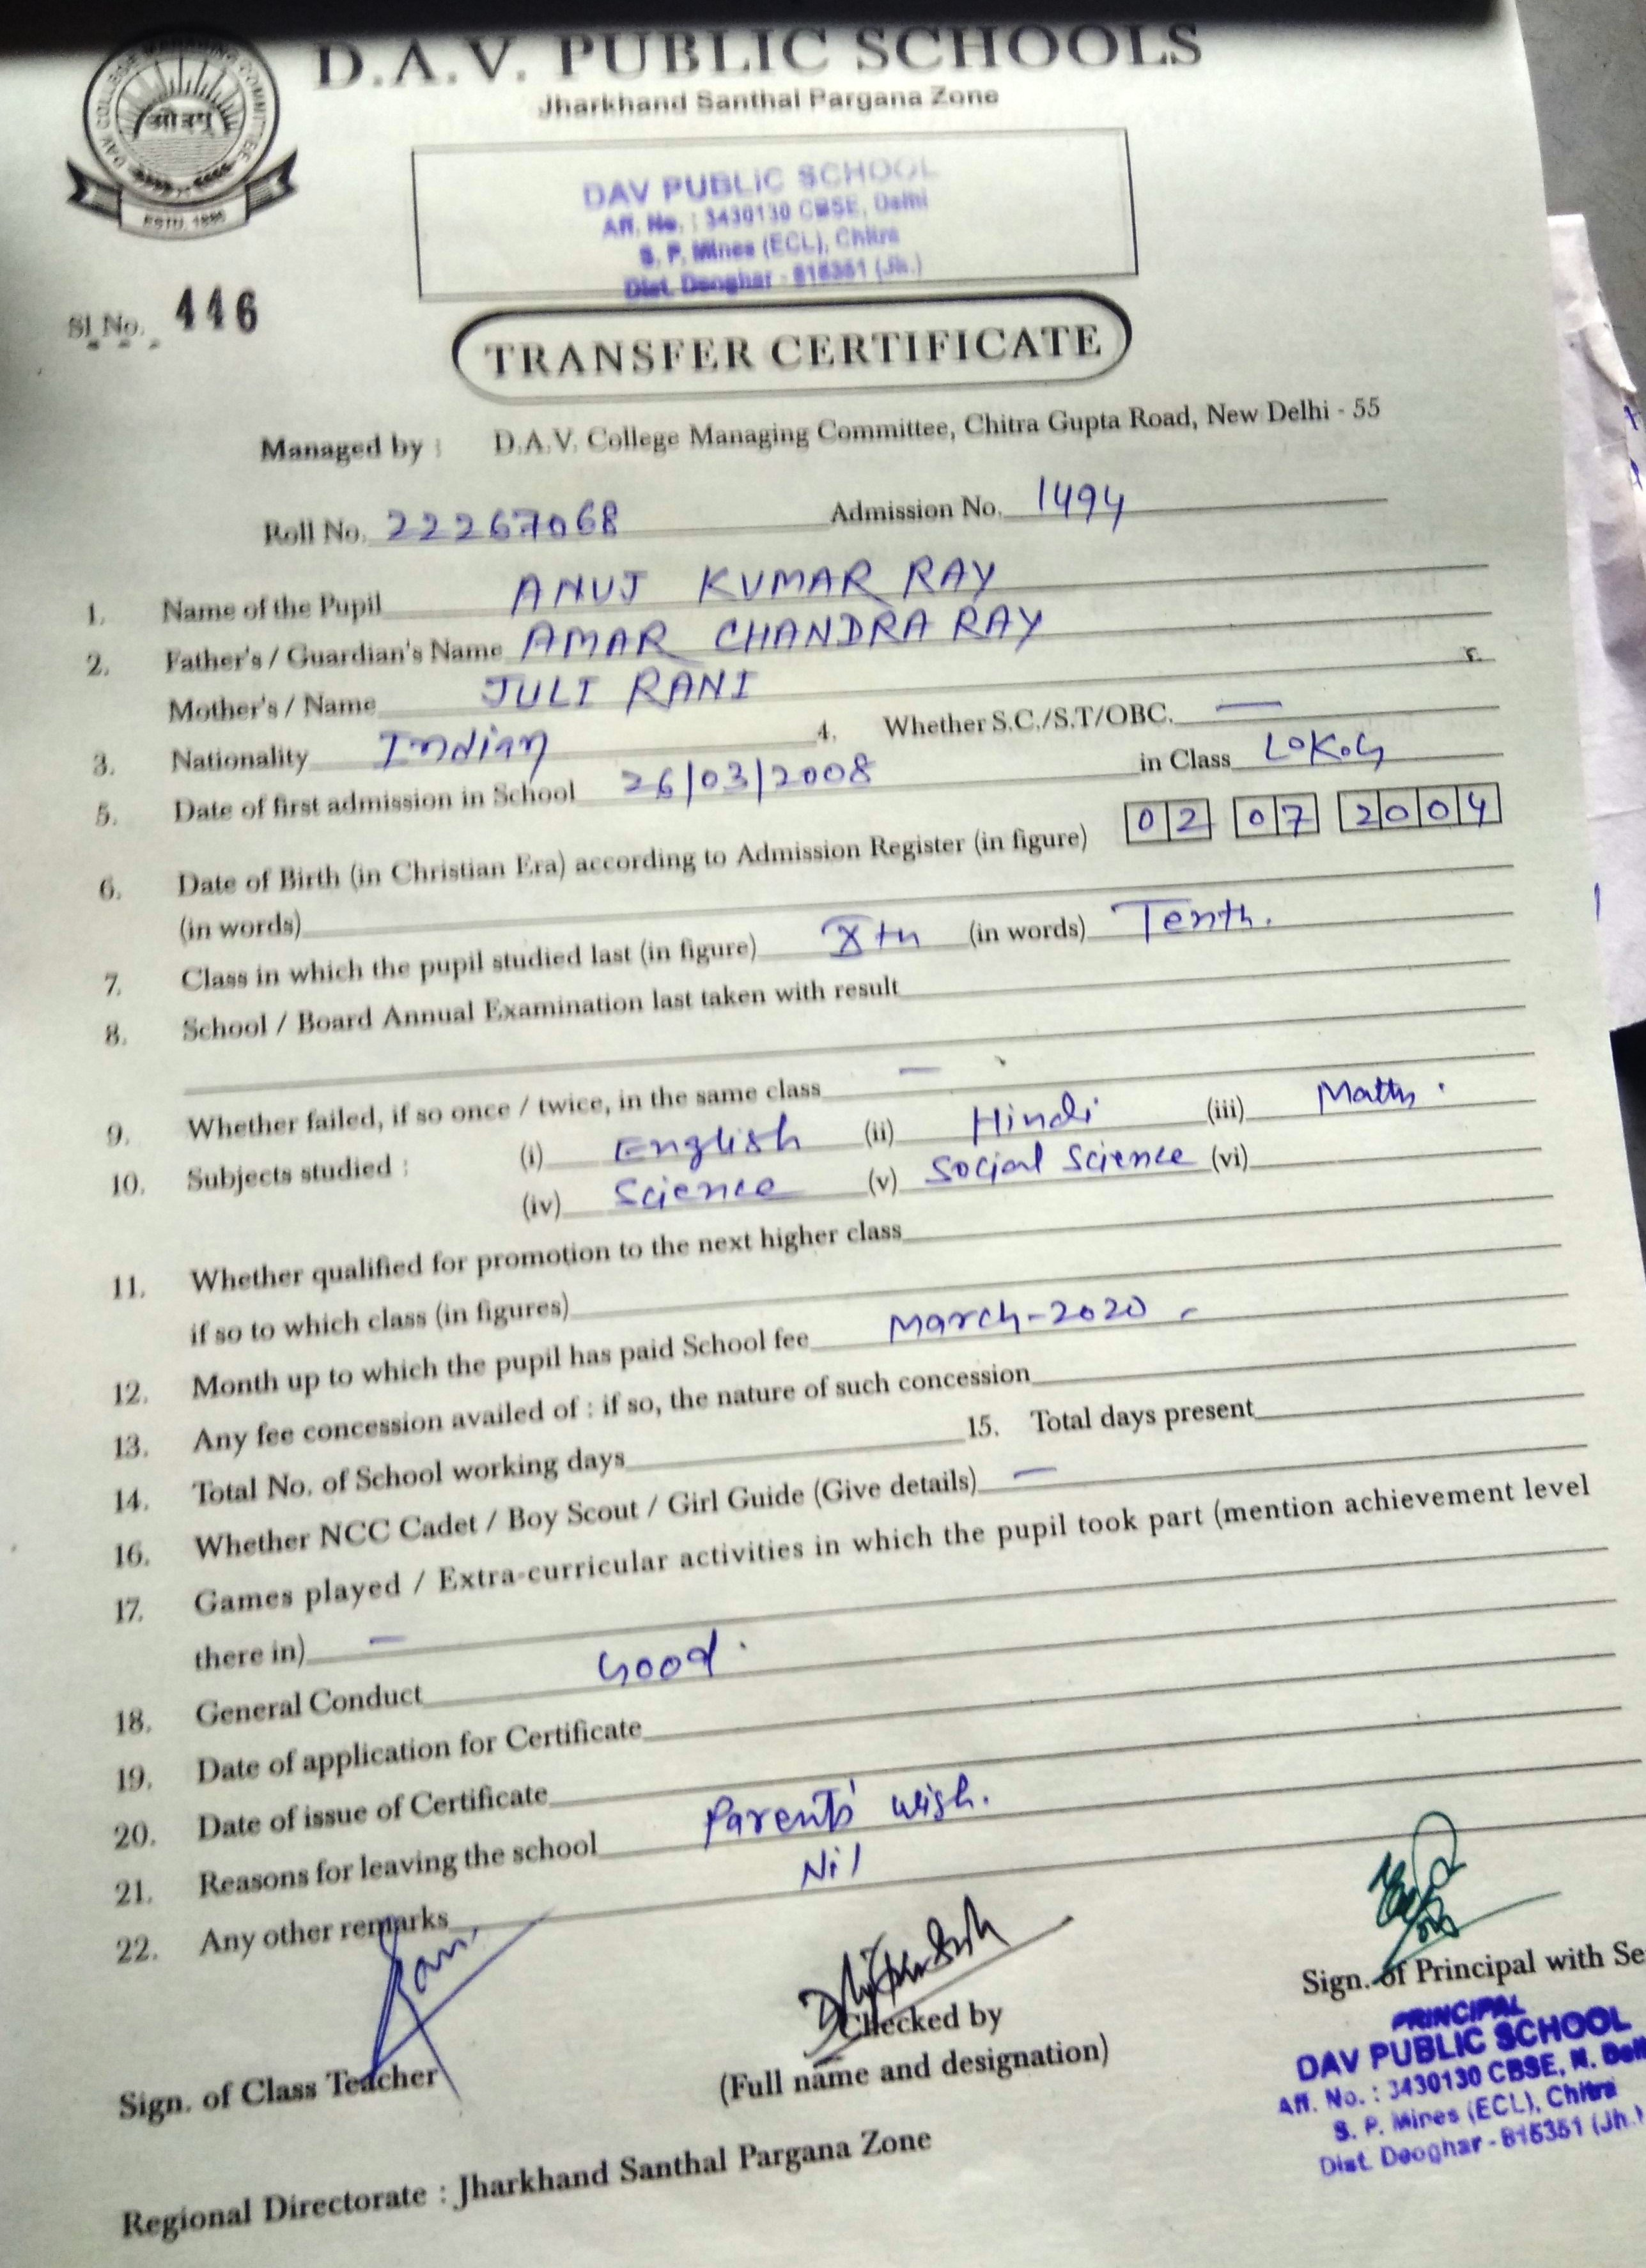 D.A.V. PUBLIC SCHOOLS
Jharkhand Santhal Pargana Zone
DAV COLLEGE MANAGING COMMITTEE
ओ३म्
ESTD. 1886
DAV PUBLIC SCHOOL
Aff. No. : 3430130 CBSE, Delhi
S. P. Mines (ECL), Chitra
Dist. Deoghar - 815351 (Jh.)
Sl No. 446
TRANSFER CERTIFICATE
Managed by : D.A.V. College Managing Committee, Chitra Gupta Road, New Delhi - 55
Roll No. 22267068 Admission No. 1494
1. Name of the Pupil ANUJ KUMAR RAY
2. Father's / Guardian's Name AMAR CHANDRA RAY
Mother's / Name JULI RANI
3. Nationality Indian 4. Whether S.C./S.T/OBC. —
5. Date of first admission in School 26/03/2008 in Class LoKoG
6. Date of Birth (in Christian Era) according to Admission Register (in figure) 02 07 2004
(in words)
7. Class in which the pupil studied last (in figure) Xth (in words) Tenth.
8. School / Board Annual Examination last taken with result
9. Whether failed, if so once / twice, in the same class —
10. Subjects studied : (i) English (ii) Hindi (iii) Maths.
(iv) Science (v) Social Science (vi)
11. Whether qualified for promotion to the next higher class
if so to which class (in figures)
12. Month up to which the pupil has paid School fee March-2020
13. Any fee concession availed of : if so, the nature of such concession
14. Total No. of School working days 15. Total days present
16. Whether NCC Cadet / Boy Scout / Girl Guide (Give details) —
17. Games played / Extra-curricular activities in which the pupil took part (mention achievement level
there in) —
18. General Conduct Good.
19. Date of application for Certificate
20. Date of issue of Certificate
21. Reasons for leaving the school Parents' wish.
22. Any other remarks Nil
Sign. of Class Teacher
Checked by
(Full name and designation)
Sign. of Principal with Se
PRINCIPAL
DAV PUBLIC SCHOOL
Aff. No. : 3430130 CBSE, N. Delh
S. P. Mines (ECL), Chitra
Dist. Deoghar - 815351 (Jh.)
Regional Directorate : Jharkhand Santhal Pargana Zone